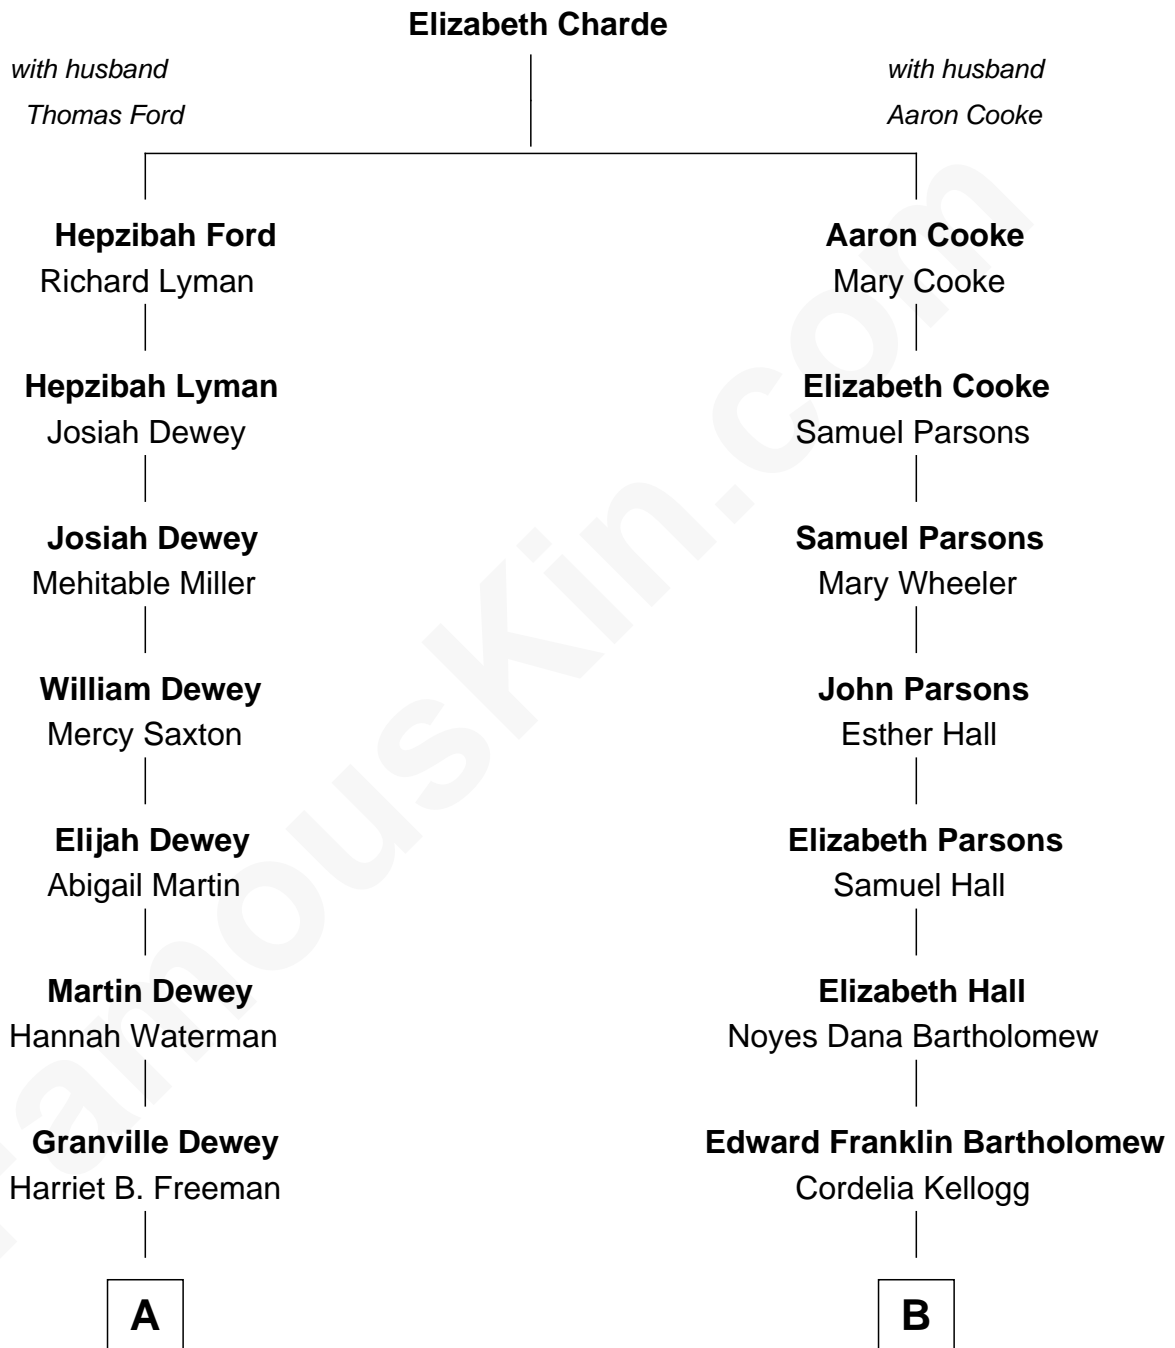 Elizabeth Charde
with husband
Thomas Ford
with husband
Aaron Cooke
Hepzibah Ford
Richard Lyman
Aaron Cooke
Mary Cooke
Hepzibah Lyman
Josiah Dewey
Elizabeth Cooke
Samuel Parsons
Josiah Dewey
Mehitable Miller
Samuel Parsons
Mary Wheeler
William Dewey
Mercy Saxton
John Parsons
Esther Hall
Elijah Dewey
Abigail Martin
Elizabeth Parsons
Samuel Hall
Martin Dewey
Hannah Waterman
Elizabeth Hall
Noyes Dana Bartholomew
Granville Dewey
Harriet B. Freeman
Edward Franklin Bartholomew
Cordelia Kellogg
A
B
FamousKin.com